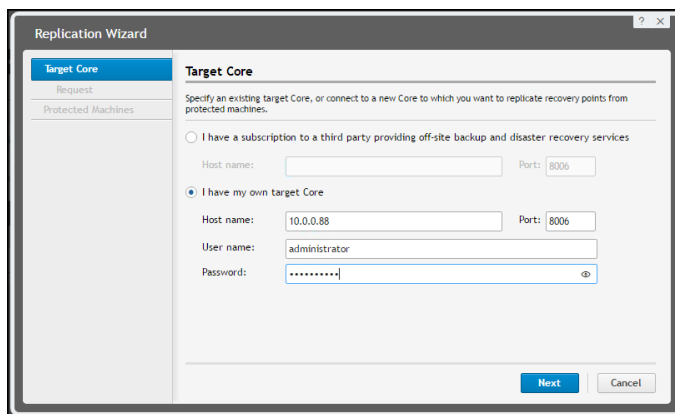 Replication Wizard
? ×
Target Core
Request
Protected Machines
Target Core
Specify an existing target Core, or connect to a new Core to which you want to replicate recovery points from
protected machines.
I have a subscription to a third party providing off-site backup and disaster recovery services
Host name: Port: 8006
I have my own target Core
Host name: 10.0.0.88 Port: 8006
User name: administrator
Password: ••••••••••
Next Cancel